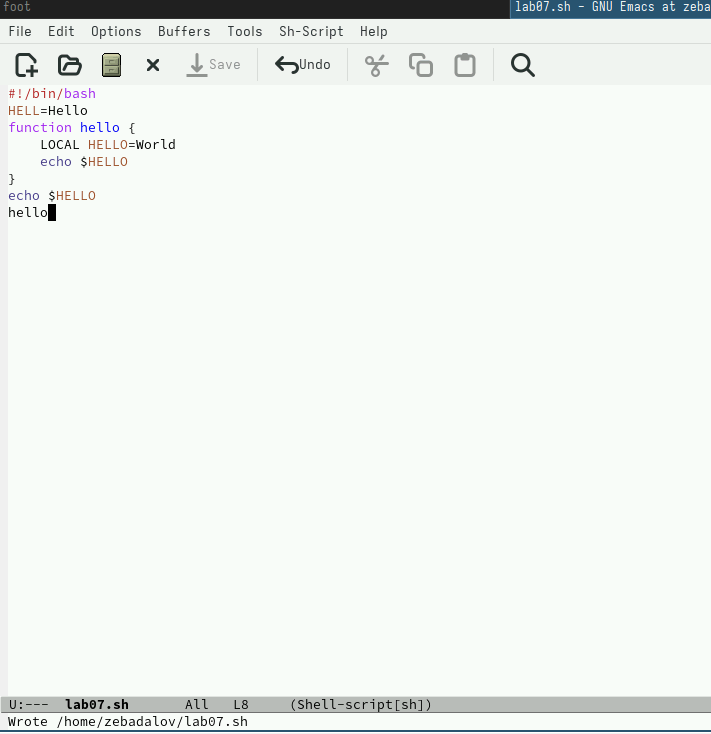 foot
lab07.sh - GNU Emacs at zeba
File Edit Options Buffers Tools Sh-Script Help
Save Undo
#!/bin/bash
HELL=Hello
function hello {
    LOCAL HELLO=World
    echo $HELLO
}
echo $HELLO
hello
U:--- lab07.sh All L8 (Shell-script[sh])
Wrote /home/zebadalov/lab07.sh